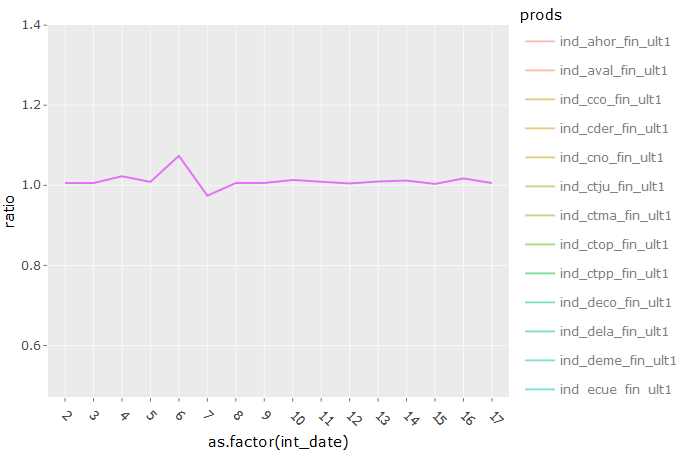 prods
ind_ahor_fin_ult1
ind_aval_fin_ult1
ind_cco_fin_ult1
ind_cder_fin_ult1
ind_cno_fin_ult1
ind_ctju_fin_ult1
ind_ctma_fin_ult1
ind_ctop_fin_ult1
ind_ctpp_fin_ult1
ind_deco_fin_ult1
ind_dela_fin_ult1
ind_deme_fin_ult1
ind_ecue_fin_ult1
1.4
1.2
1.0
0.8
0.6
ratio
2 3 4 5 6 7 8 9 10 11 12 13 14 15 16 17
as.factor(int_date)